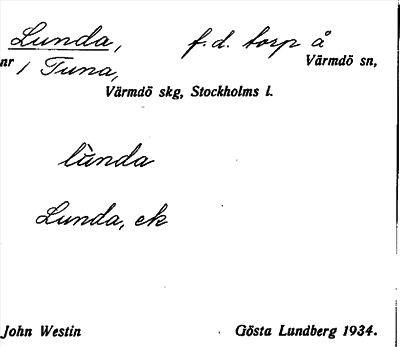 Lunda, f.d. torp å
nr 1 Tuna, Värmdö sn,
Värmdö skg, Stockholms l.
lùnda
Lunda, ek
John Westin Gösta Lundberg 1934.